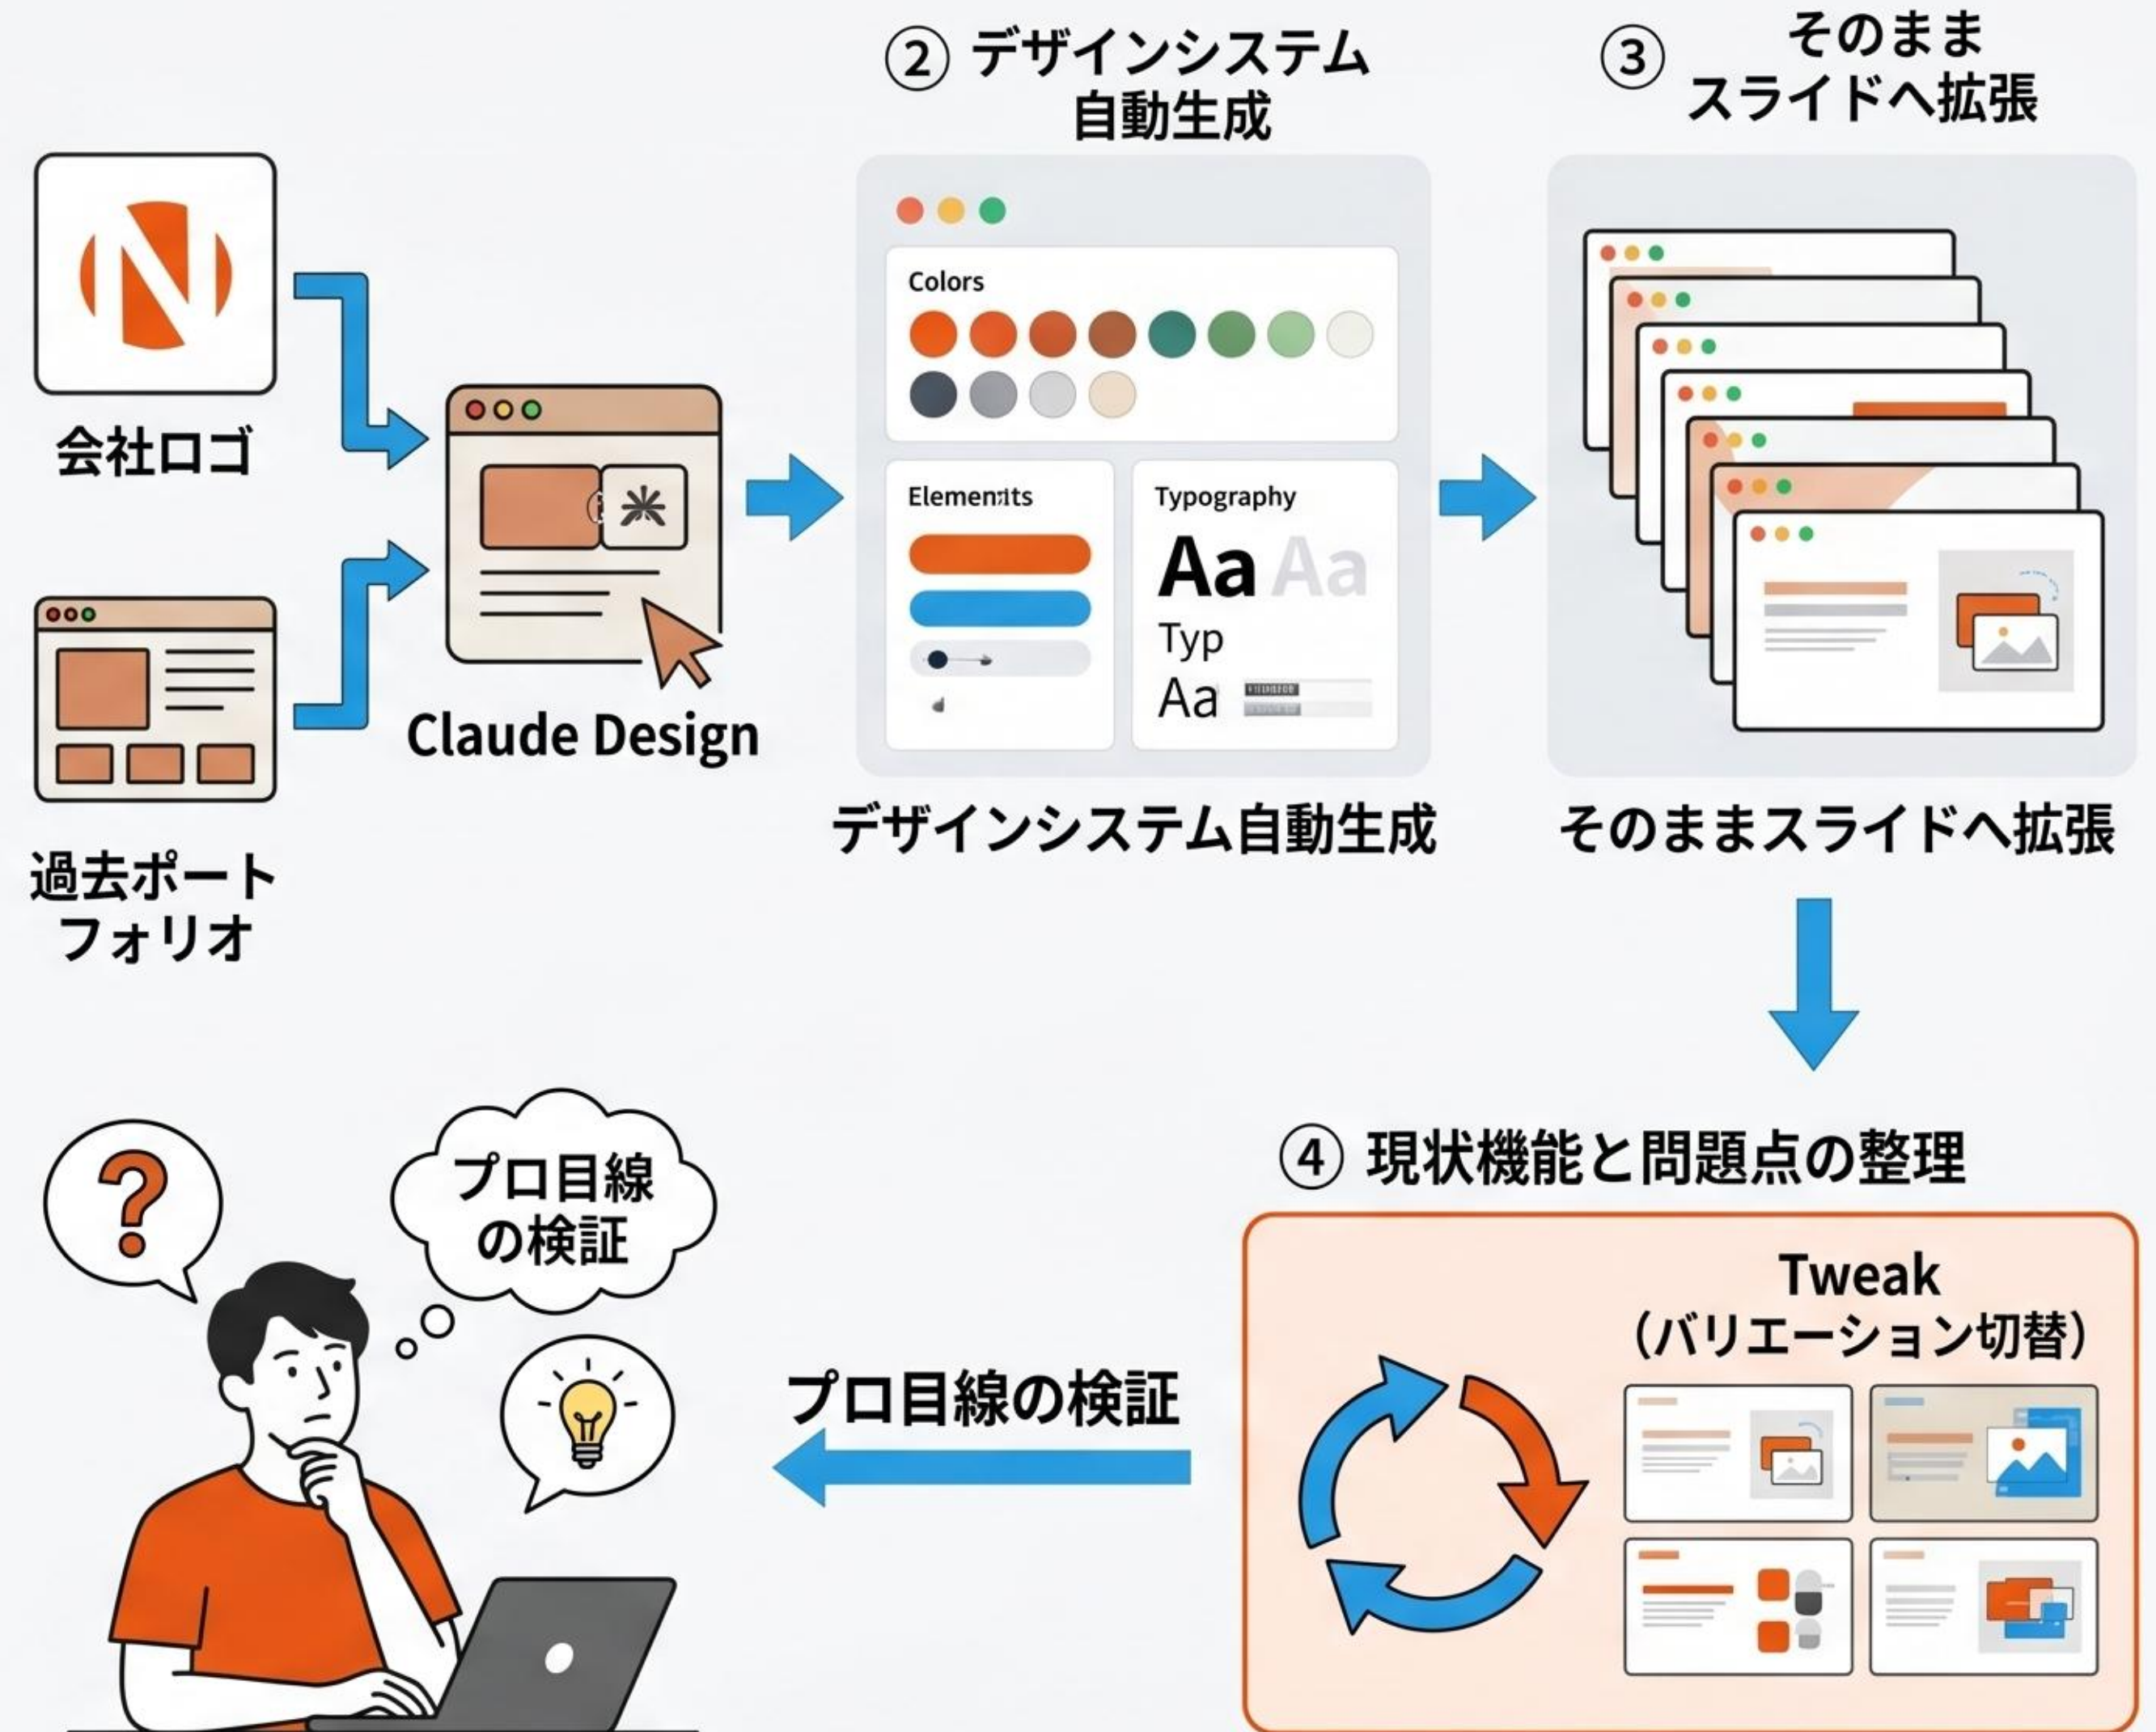 ② デザインシステム
自動生成
③ そのまま
スライドへ拡張
会社ロゴ
過去ポート
フォリオ
Claude Design
Colors
Typography
Aa Aa
Typ
Aa
デザインシステム自動生成
そのままスライドへ拡張
④ 現状機能と問題点の整理
Tweak
（バリエーション切替）
プロ目線の検証
?
プロ目線
の検証